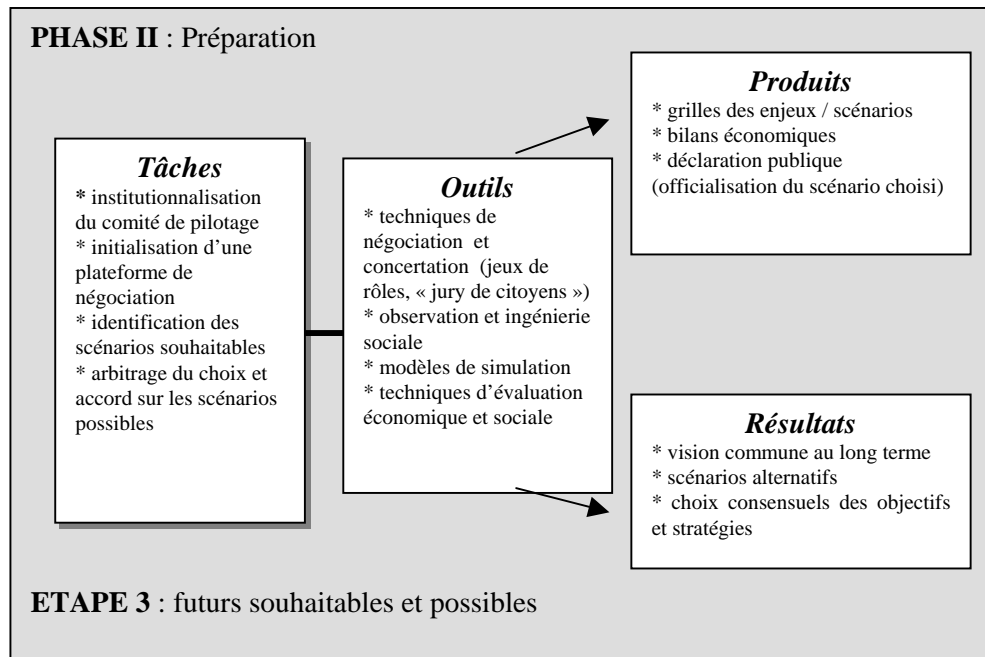 PHASE II : Préparation
Tâches
* institutionnalisation
du comité de pilotage
* initialisation d'une
plateforme de
négociation
* identification des
scénarios souhaitables
* arbitrage du choix et
accord sur les scénarios
possibles
Outils
* techniques de
négociation et
concertation (jeux de
rôles, « jury de citoyens »)
* observation et ingénierie
sociale
* modèles de simulation
* techniques d'évaluation
économique et sociale
Produits
* grilles des enjeux / scénarios
* bilans économiques
* déclaration publique
(officialisation du scénario choisi)
Résultats
* vision commune au long terme
* scénarios alternatifs
* choix consensuels des objectifs
et stratégies
ETAPE 3 : futurs souhaitables et possibles